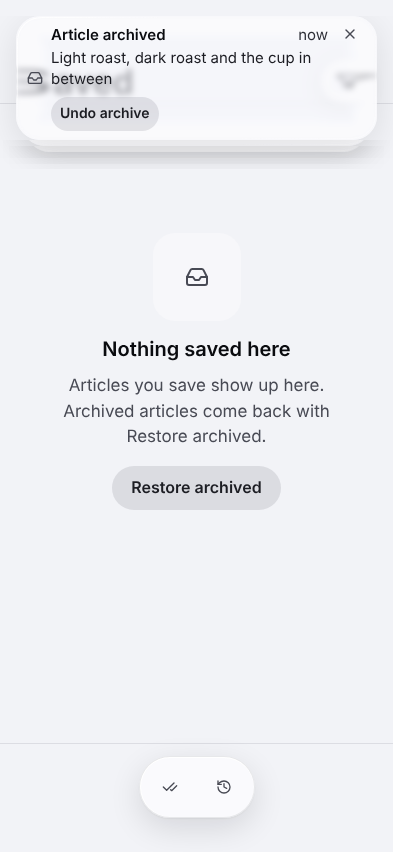 Article archived
now
Light roast, dark roast and the cup in
between
Undo archive
Nothing saved here
Articles you save show up here.
Archived articles come back with
Restore archived.
Restore archived